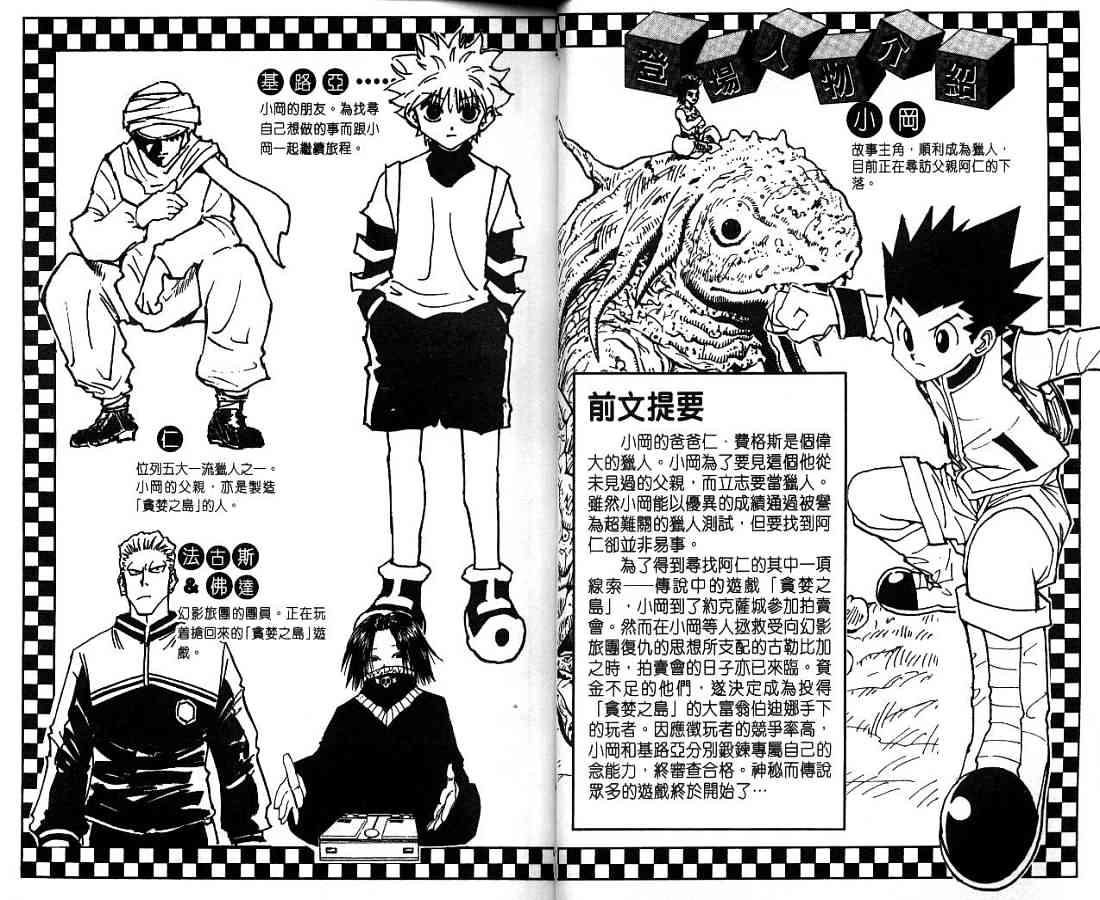 登場人物介紹
小岡
故事主角，順利成為獵人，
目前正在尋訪父親阿仁的下
落。
前文提要
小岡的爸爸仁．費格斯是個偉
大的獵人。小岡為了要見這個他從
未見過的父親，而立志要當獵人。
雖然小岡能以優異的成績通過被譽
為超難關的獵人測試，但要找到阿
仁卻並非易事。
為了得到尋找阿仁的其中一項
線索——傳說中的遊戲「貪婪之
島」，小岡到了約克薩城參加拍賣
會。然而在小岡等人拯救受向幻影
旅團復仇的思想所支配的古勒比加
之時，拍賣會的日子亦已來臨。資
金不足的他們，遂決定成為投得
「貪婪之島」的大富翁伯迪娜手下
的玩者。因應徵玩者的競爭率高，
小岡和基路亞分別鍛鍊專屬自己的
念能力，終審查合格。神秘而傳說
眾多的遊戲終於開始了…
基路亞……
小岡的朋友。為找尋
自己想做的事而跟小
岡一起繼續旅程。
仁
位列五大一流獵人之一。
小岡的父親，亦是製造
「貪婪之島」的人。
法古斯
&佛達
幻影旅團的團員。正在玩
着搶回來的「貪婪之島」遊
戲。